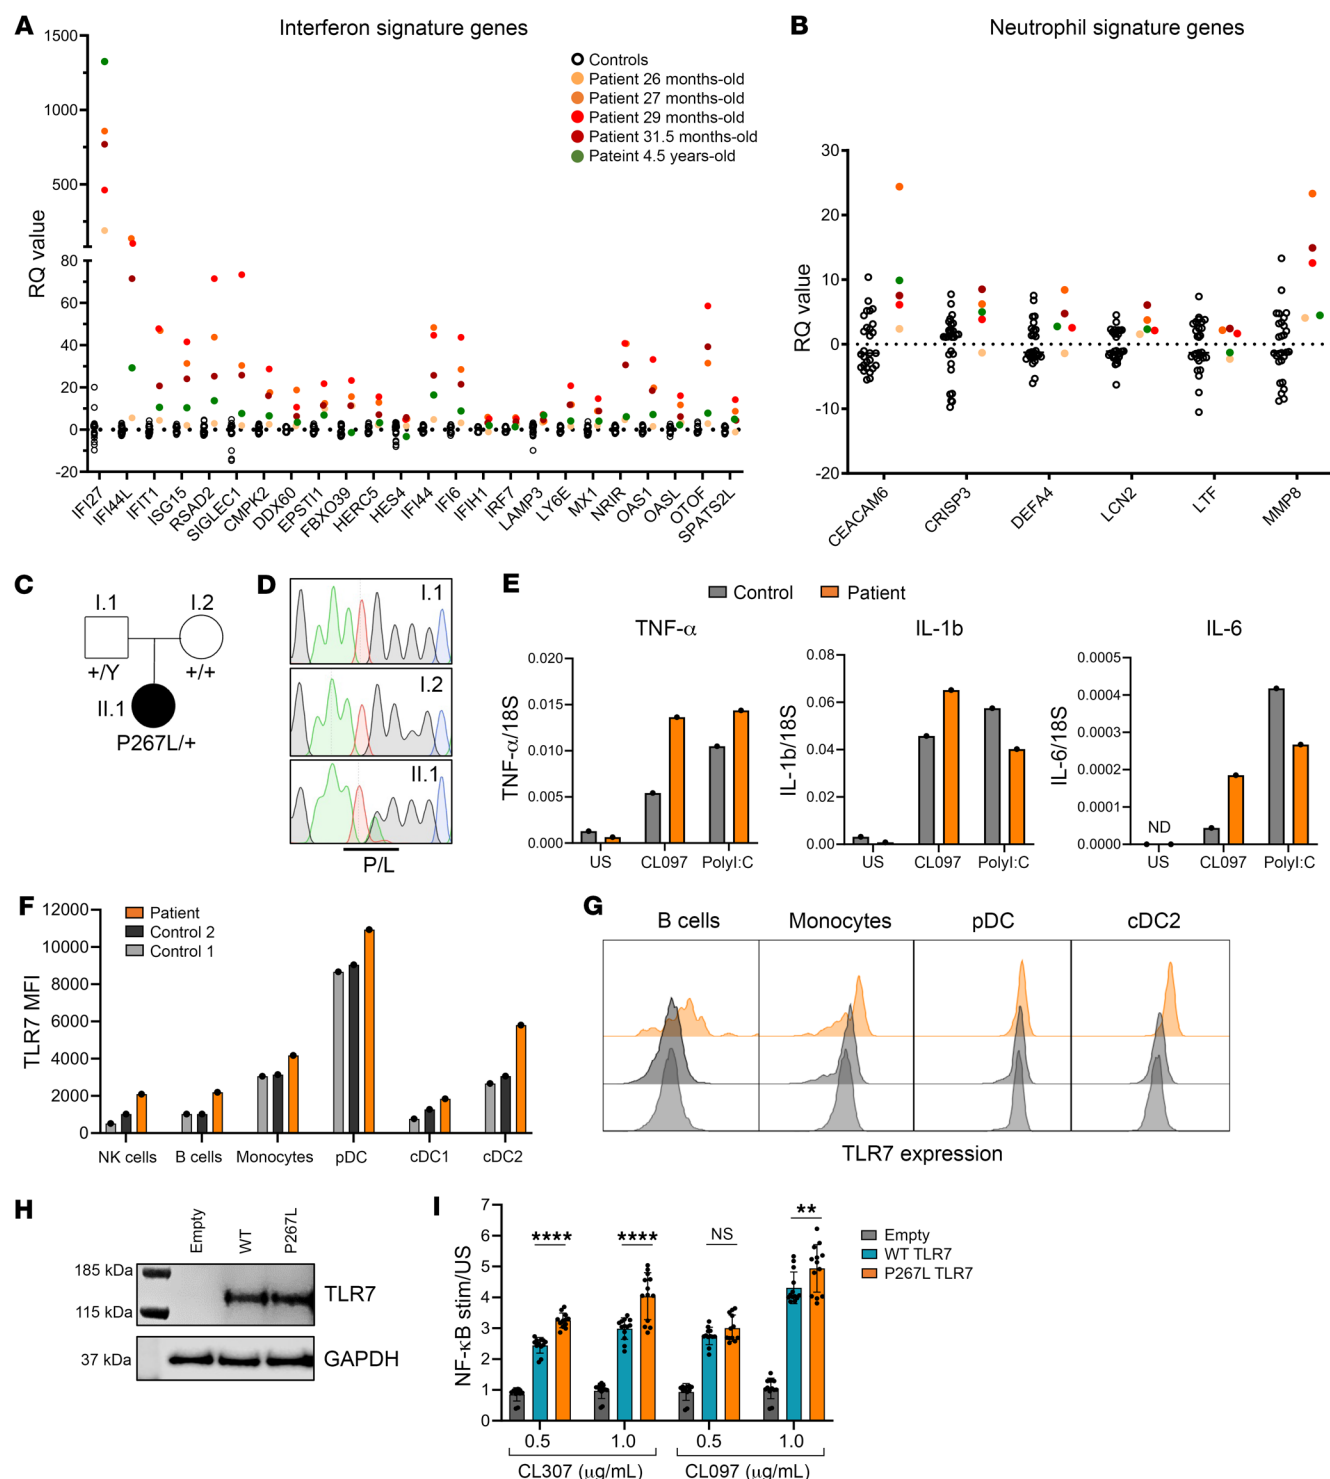 A
Interferon signature genes
RQ value
1500
1000
500
80
60
40
20
0
-20
Controls
Patient 26 months-old
Patient 27 months-old
Patient 29 months-old
Patient 31.5 months-old
Pateint 4.5 years-old
IFI27
IFI44L
IFIT1
ISG15
RSAD2
SIGLEC1
CMPK2
DDX60
EPSTI1
FBXO39
HERC5
HES4
IFI44
IFI6
IFIH1
IRF7
LAMP3
LY6E
MX1
NRIR
OAS1
OASL
OTOF
SPATS2L
B
Neutrophil signature genes
RQ value
30
20
10
0
-10
-20
CEACAM6
CRISP3
DEFA4
LCN2
LTF
MMP8
C
I.1
I.2
+/Y
+/+
II.1
P267L/+
D
I.1
I.2
II.1
P/L
E
Control
Patient
TNF-α
TNF-α/18S
0.020
0.015
0.010
0.005
0.000
US
CL097
PolyI:C
IL-1b
IL-1b/18S
0.08
0.06
0.04
0.02
0.00
US
CL097
PolyI:C
IL-6
IL-6/18S
0.0005
0.0004
0.0003
0.0002
0.0001
0.0000
ND
US
CL097
PolyI:C
F
TLR7 MFI
12000
10000
8000
6000
4000
2000
0
Patient
Control 2
Control 1
NK cells
B cells
Monocytes
pDC
cDC1
cDC2
G
B cells
Monocytes
pDC
cDC2
TLR7 expression
H
Empty
WT
P267L
185 kDa
115 kDa
37 kDa
TLR7
GAPDH
I
NF-κB stim/US
7
6
5
4
3
2
1
0
****
****
NS
**
Empty
WT TLR7
P267L TLR7
0.5
1.0
0.5
1.0
CL307 (µg/mL)
CL097 (µg/mL)